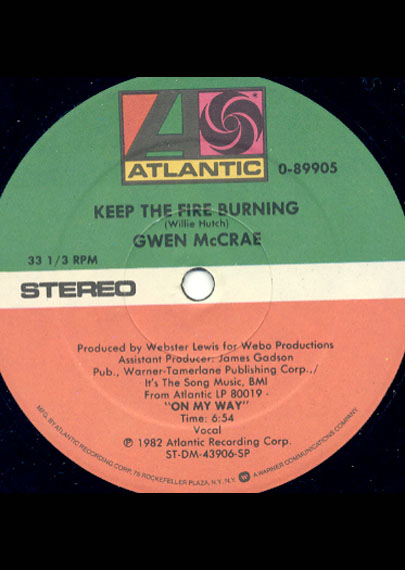 ATLANTIC
0-89905
KEEP THE FIRE BURNING
(Willie Hutch)
GWEN McCRAE
33 1/3 RPM
STEREO
Produced by Webster Lewis for Webo Productions
Assistant Producer: James Gadson
Pub., Warner-Tamerlane Publishing Corp../
It's The Song Music, BMI
From Atlantic LP 80019 -
"ON MY WAY"
Time: 6:54
Vocal
℗ 1982 Atlantic Recording Corp.
ST-DM-43906-SP
MFG. BY ATLANTIC RECORDING CORP., 75 ROCKEFELLER PLAZA, N.Y. N.Y. A WARNER COMMUNICATIONS COMPANY